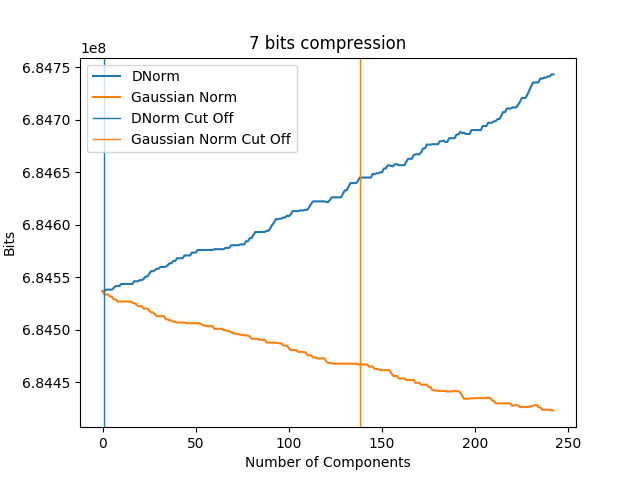 7 bits compression
1e8
6.8475
6.8470
6.8465
6.8460
6.8455
6.8450
6.8445
Bits
DNorm
Gaussian Norm
DNorm Cut Off
Gaussian Norm Cut Off
0 50 100 150 200 250
Number of Components